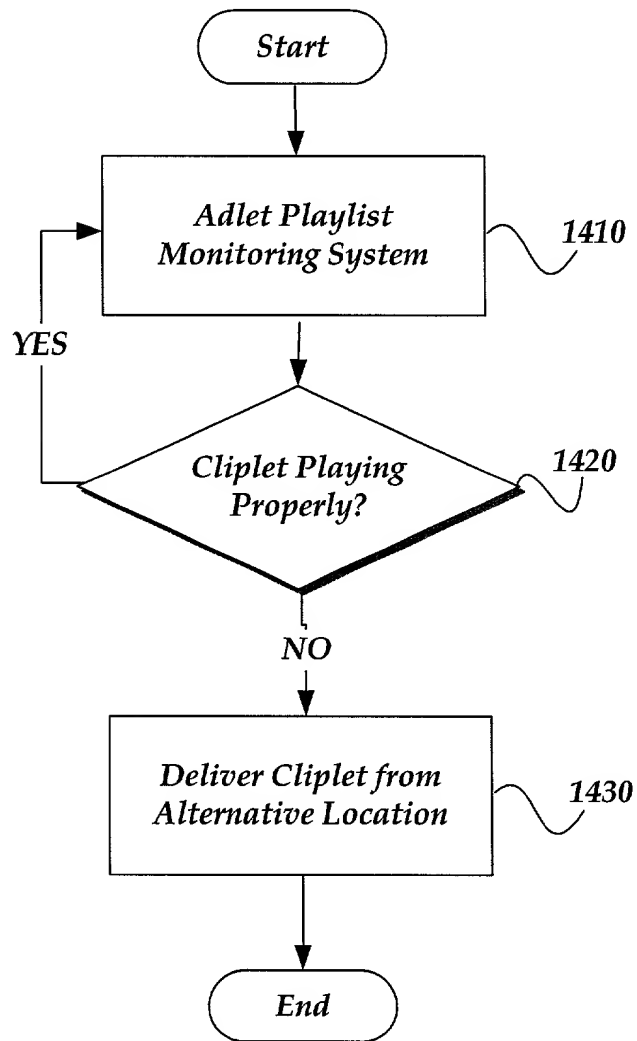 Start
Adlet Playlist
Monitoring System
1410
YES
Cliplet Playing
Properly?
1420
NO
Deliver Cliplet from
Alternative Location
1430
End